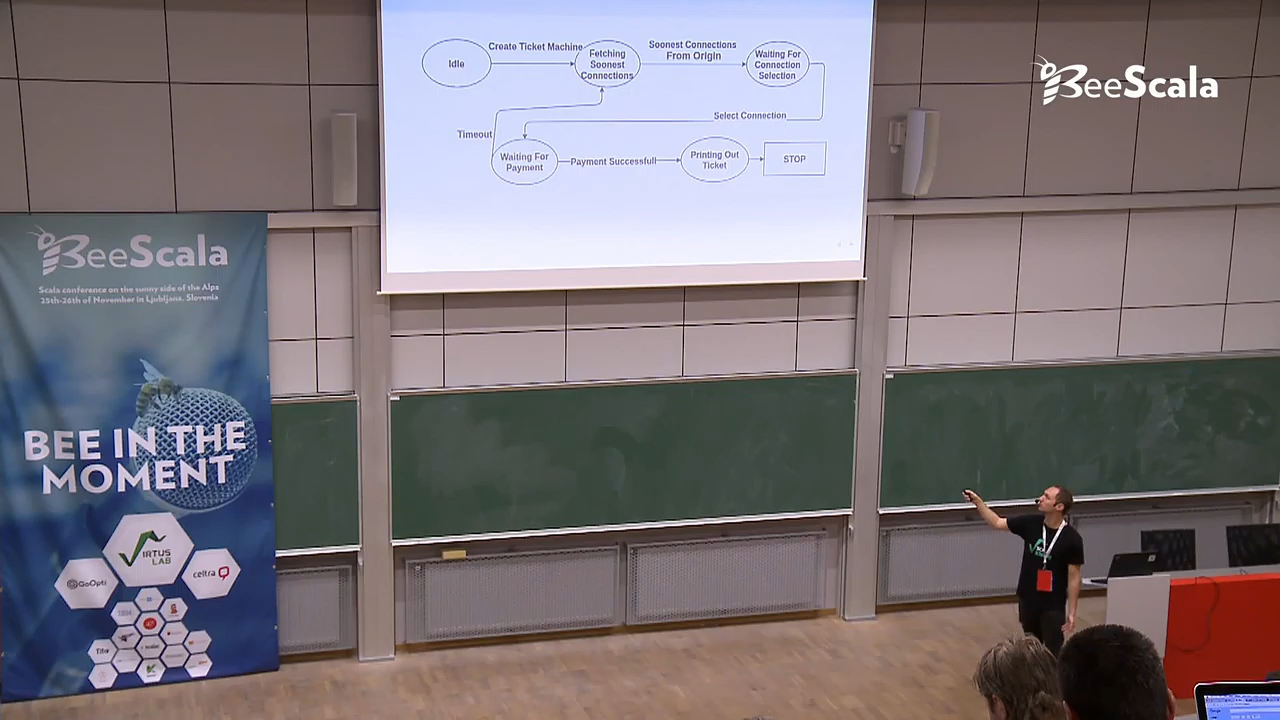 Idle
Create Ticket Machine
Fetching
Soonest
Connections
Soonest Connections
From Origin
Waiting For
Connection
Selection
Select Connection
Timeout
Waiting For
Payment
Payment Successfull
Printing Out
Ticket
STOP
BeeScala
BeeScala
Scala conference on the sunny side of the Alps
25th-26th of November in Ljubljana, Slovenia
BEE IN THE
MOMENT
VIRTUS
LAB
GoOpti
celtra